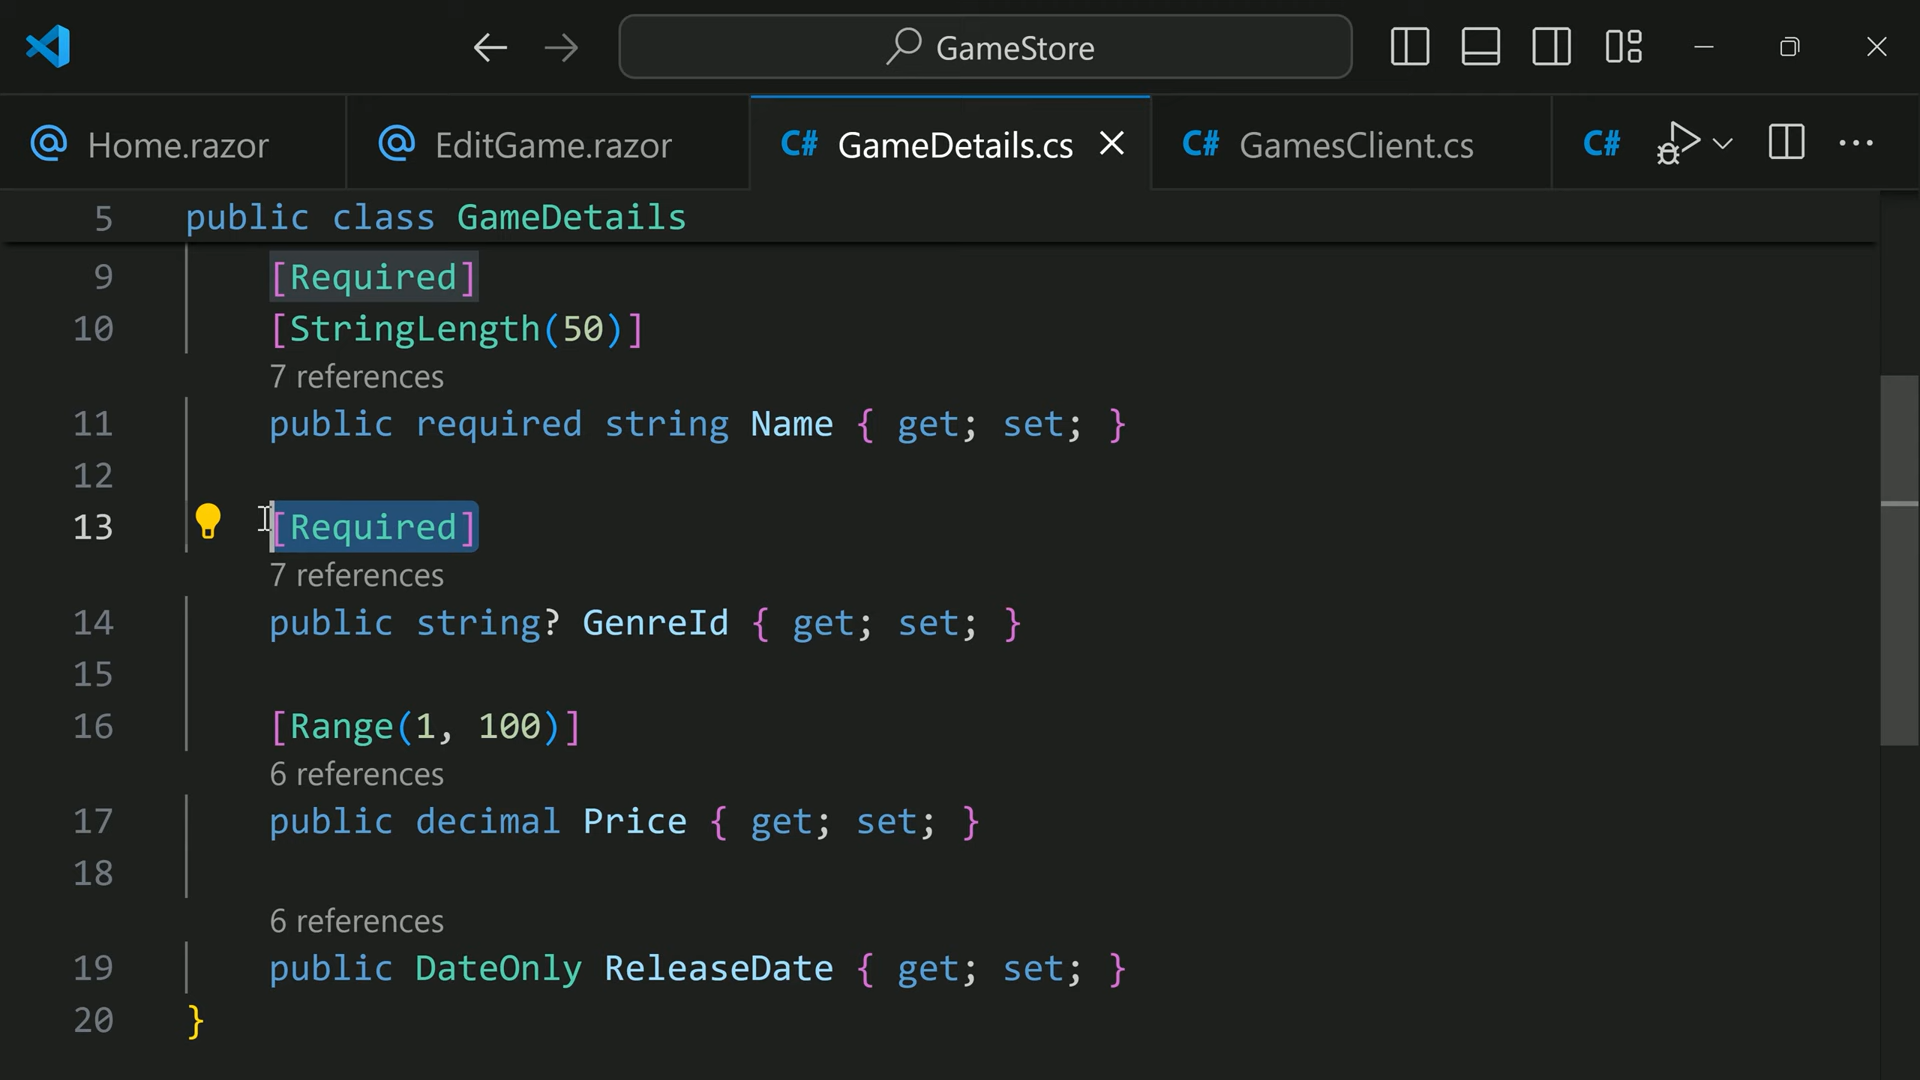 GameStore
Home.razor
EditGame.razor
C# GameDetails.cs
C# GamesClient.cs
C#
5 public class GameDetails
9 [Required]
10 [StringLength(50)]
7 references
11 public required string Name { get; set; }
12
13 [Required]
7 references
14 public string? GenreId { get; set; }
15
16 [Range(1, 100)]
6 references
17 public decimal Price { get; set; }
18
6 references
19 public DateOnly ReleaseDate { get; set; }
20 }